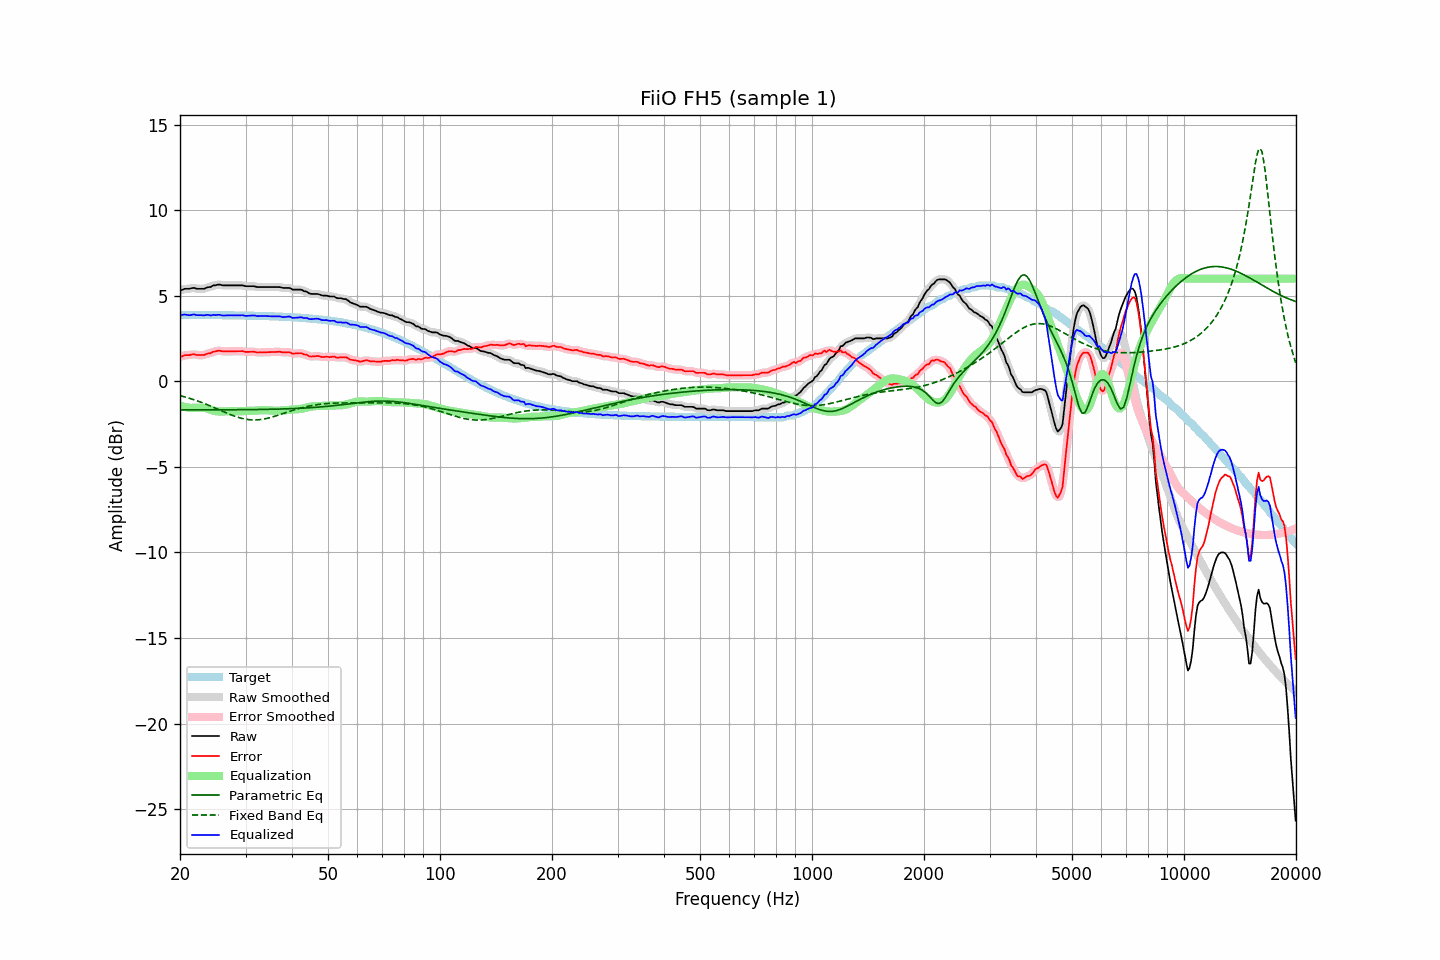 FiiO FH5 (sample 1)
15
10
5
0
−5
−10
−15
−20
−25
Amplitude (dBr)
Target
Raw Smoothed
Error Smoothed
Raw
Error
Equalization
Parametric Eq
Fixed Band Eq
Equalized
20 50 100 200 500 1000 2000 5000 10000 20000
Frequency (Hz)